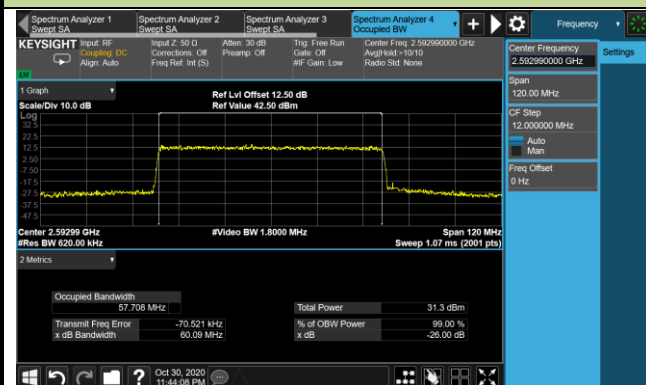 Spectrum Analyzer 1
Swept SA
Spectrum Analyzer 2
Swept SA
Spectrum Analyzer 3
Swept SA
Spectrum Analyzer 4
Occupied BW
Frequency
KEYSIGHT
Input: RF
Coupling: DC
Align: Auto
Input Z: 50 Ω
Corrections: Off
Freq Ref: Int (S)
Atten: 30 dB
Preamp: Off
Trig: Free Run
Gate: Off
#IF Gain: Low
Center Freq: 2.592990000 GHz
Avg|Hold:>10/10
Radio Std: None
Center Frequency
2.592990000 GHz
Settings
Span
120.00 MHz
CF Step
12.000000 MHz
Auto
Man
Freq Offset
0 Hz
1 Graph
Scale/Div 10.0 dB
Ref Lvl Offset 12.50 dB
Ref Value 42.50 dBm
Log
32.5
22.5
12.5
2.50
-7.50
-17.5
-27.5
-37.5
-47.5
Center 2.59299 GHz
#Res BW 620.00 kHz
#Video BW 1.8000 MHz
Span 120 MHz
Sweep 1.07 ms (2001 pts)
2 Metrics
Occupied Bandwidth
57.708 MHz
Total Power
31.3 dBm
Transmit Freq Error
-70.521 kHz
% of OBW Power
99.00 %
x dB Bandwidth
60.09 MHz
x dB
-26.00 dB
?
Oct 30, 2020
11:44:08 PM